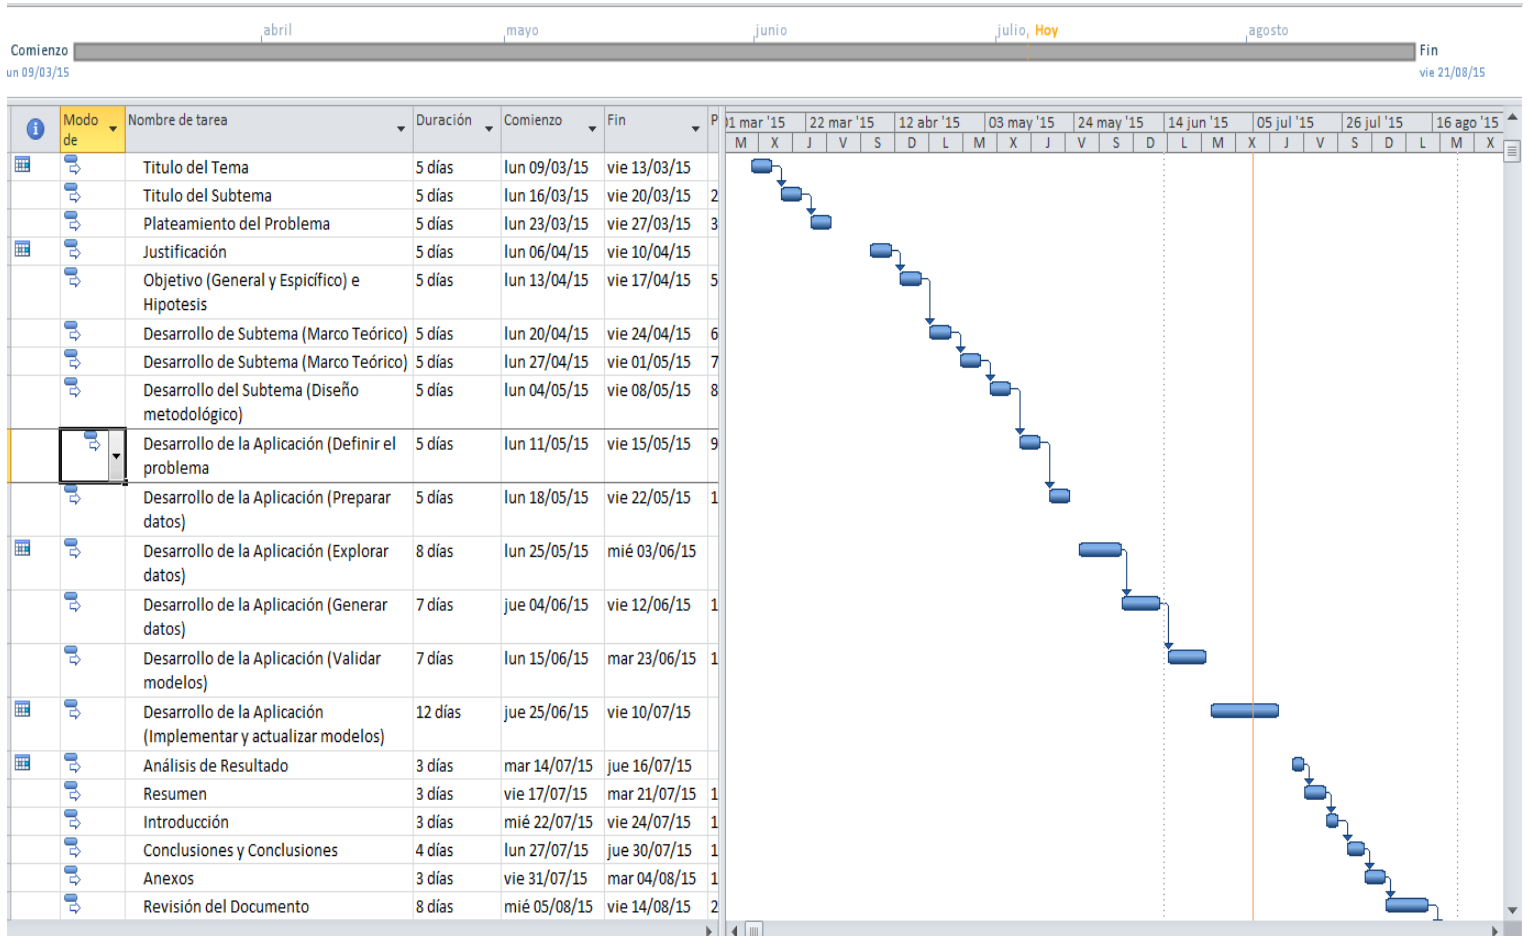 abril mayo junio julio Hoy agosto
Comienzo Fin
un 09/03/15 vie 21/08/15
Modo de Nombre de tarea Duración Comienzo Fin P
01 mar '15 22 mar '15 12 abr '15 03 may '15 24 may '15 14 jun '15 05 jul '15 26 jul '15 16 ago '15
M X J V S D L M X J V S D L M X J V S D L M X
Titulo del Tema 5 días lun 09/03/15 vie 13/03/15
Titulo del Subtema 5 días lun 16/03/15 vie 20/03/15 2
Plateamiento del Problema 5 días lun 23/03/15 vie 27/03/15 3
Justificación 5 días lun 06/04/15 vie 10/04/15
Objetivo (General y Espicífico) e 5 días lun 13/04/15 vie 17/04/15 5
Hipotesis
Desarrollo de Subtema (Marco Teórico) 5 días lun 20/04/15 vie 24/04/15 6
Desarrollo de Subtema (Marco Teórico) 5 días lun 27/04/15 vie 01/05/15 7
Desarrollo del Subtema (Diseño 5 días lun 04/05/15 vie 08/05/15 8
metodológico)
Desarrollo de la Aplicación (Definir el 5 días lun 11/05/15 vie 15/05/15 9
problema
Desarrollo de la Aplicación (Preparar 5 días lun 18/05/15 vie 22/05/15 1
datos)
Desarrollo de la Aplicación (Explorar 8 días lun 25/05/15 mié 03/06/15
datos)
Desarrollo de la Aplicación (Generar 7 días jue 04/06/15 vie 12/06/15 1
datos)
Desarrollo de la Aplicación (Validar 7 días lun 15/06/15 mar 23/06/15 1
modelos)
Desarrollo de la Aplicación 12 días jue 25/06/15 vie 10/07/15
(Implementar y actualizar modelos)
Análisis de Resultado 3 días mar 14/07/15 jue 16/07/15
Resumen 3 días vie 17/07/15 mar 21/07/15 1
Introducción 3 días mié 22/07/15 vie 24/07/15 1
Conclusiones y Conclusiones 4 días lun 27/07/15 jue 30/07/15 1
Anexos 3 días vie 31/07/15 mar 04/08/15 1
Revisión del Documento 8 días mié 05/08/15 vie 14/08/15 2